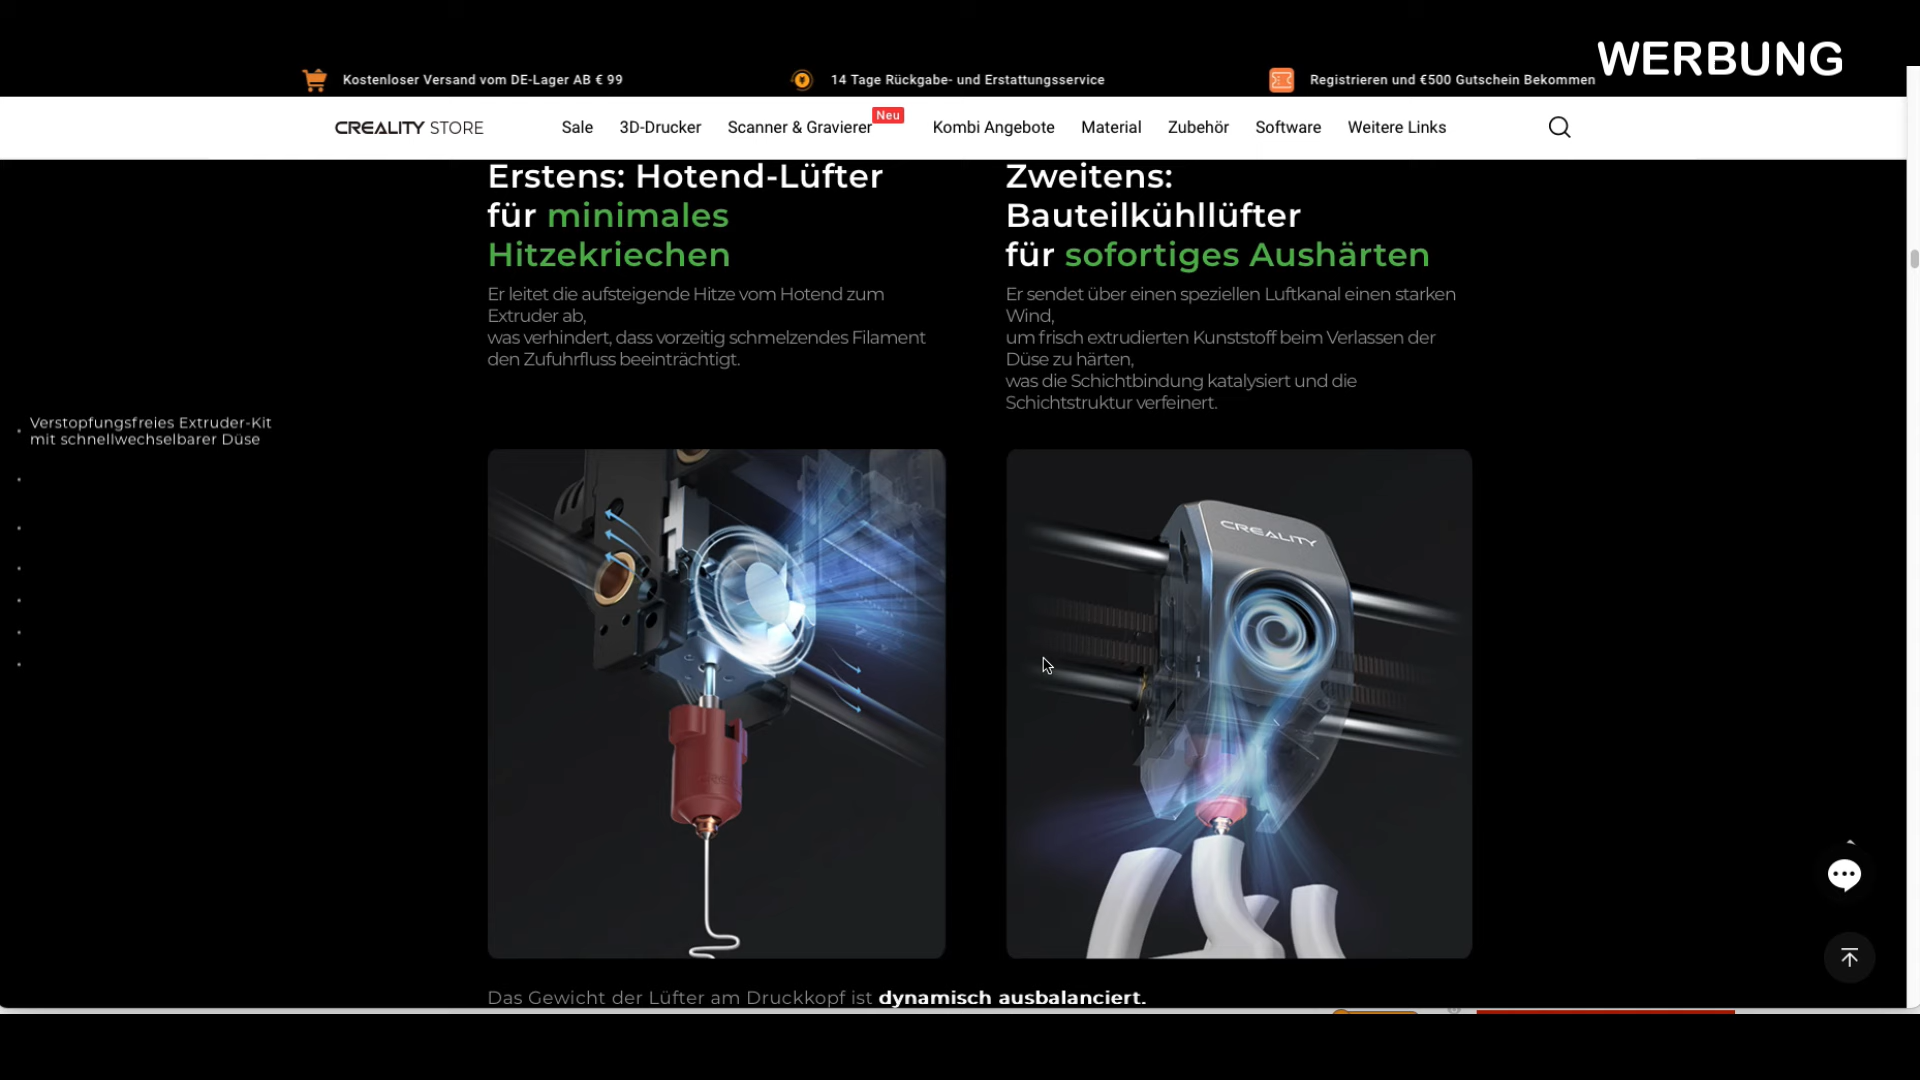 WERBUNG
Kostenloser Versand vom DE-Lager AB € 99
14 Tage Rückgabe- und Erstattungsservice
Registrieren und €500 Gutschein Bekommen
CREALITY STORE
Sale
3D-Drucker
Scanner & Gravierer
Neu
Kombi Angebote
Material
Zubehör
Software
Weitere Links
Erstens: Hotend-Lüfter
für minimales
Hitzekriechen
Er leitet die aufsteigende Hitze vom Hotend zum
Extruder ab,
was verhindert, dass vorzeitig schmelzendes Filament
den Zufuhrfluss beeinträchtigt.
Zweitens:
Bauteilkühllüfter
für sofortiges Aushärten
Er sendet über einen speziellen Luftkanal einen starken
Wind,
um frisch extrudierten Kunststoff beim Verlassen der
Düse zu härten,
was die Schichtbindung katalysiert und die
Schichtstruktur verfeinert.
Verstopfungsfreies Extruder-Kit
mit schnellwechselbarer Düse
CREALITY
Das Gewicht der Lüfter am Druckkopf ist dynamisch ausbalanciert.